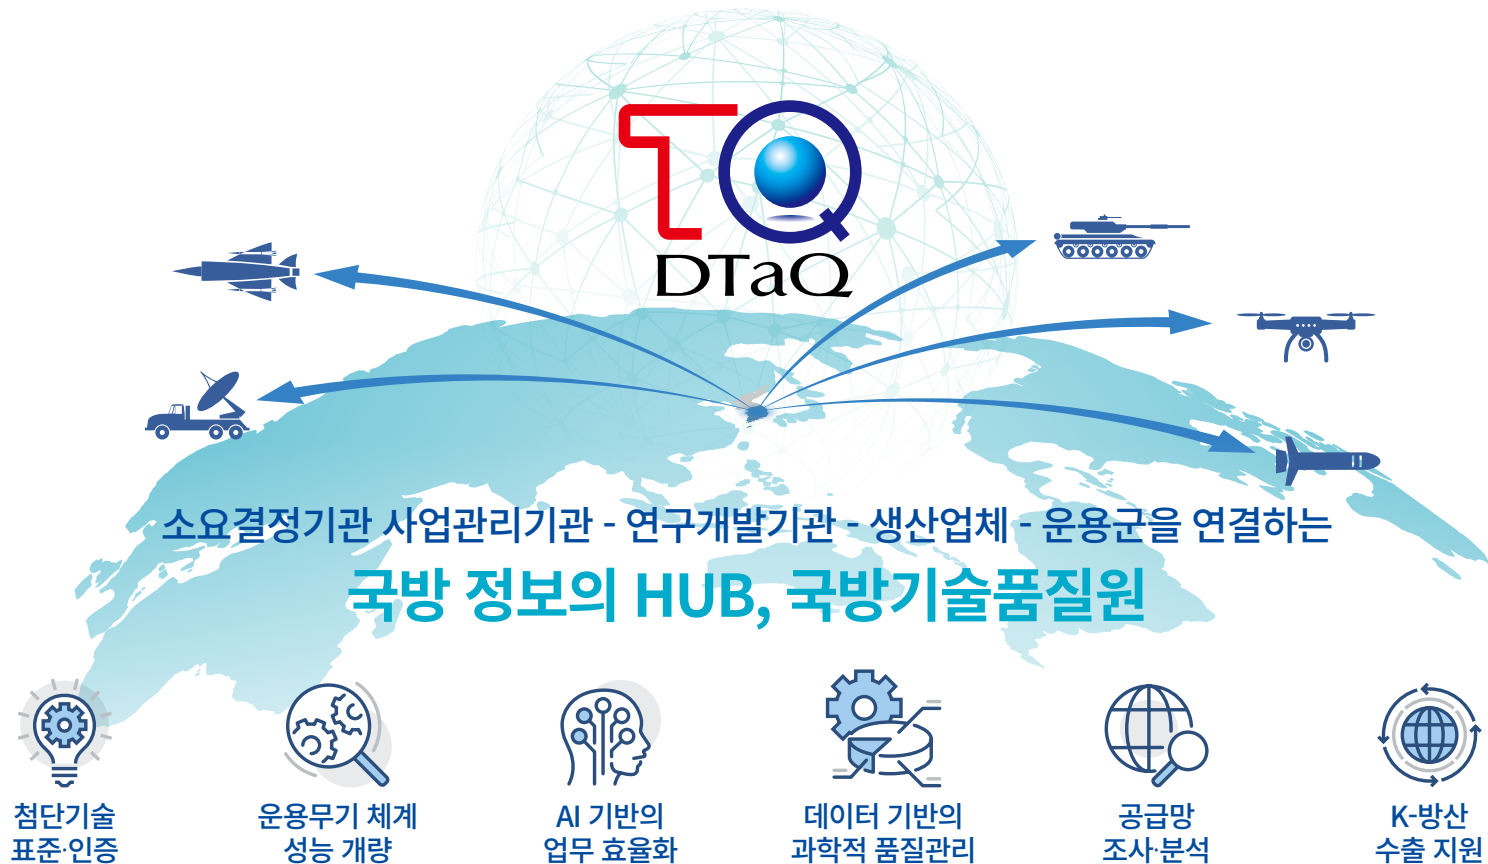 TQ
DTaQ
소요결정기관 사업관리기관 - 연구개발기관 - 생산업체 - 운용군을 연결하는
국방 정보의 HUB, 국방기술품질원
첨단기술
표준·인증
운용무기 체계
성능 개량
AI 기반의
업무 효율화
데이터 기반의
과학적 품질관리
공급망
조사·분석
K-방산
수출 지원